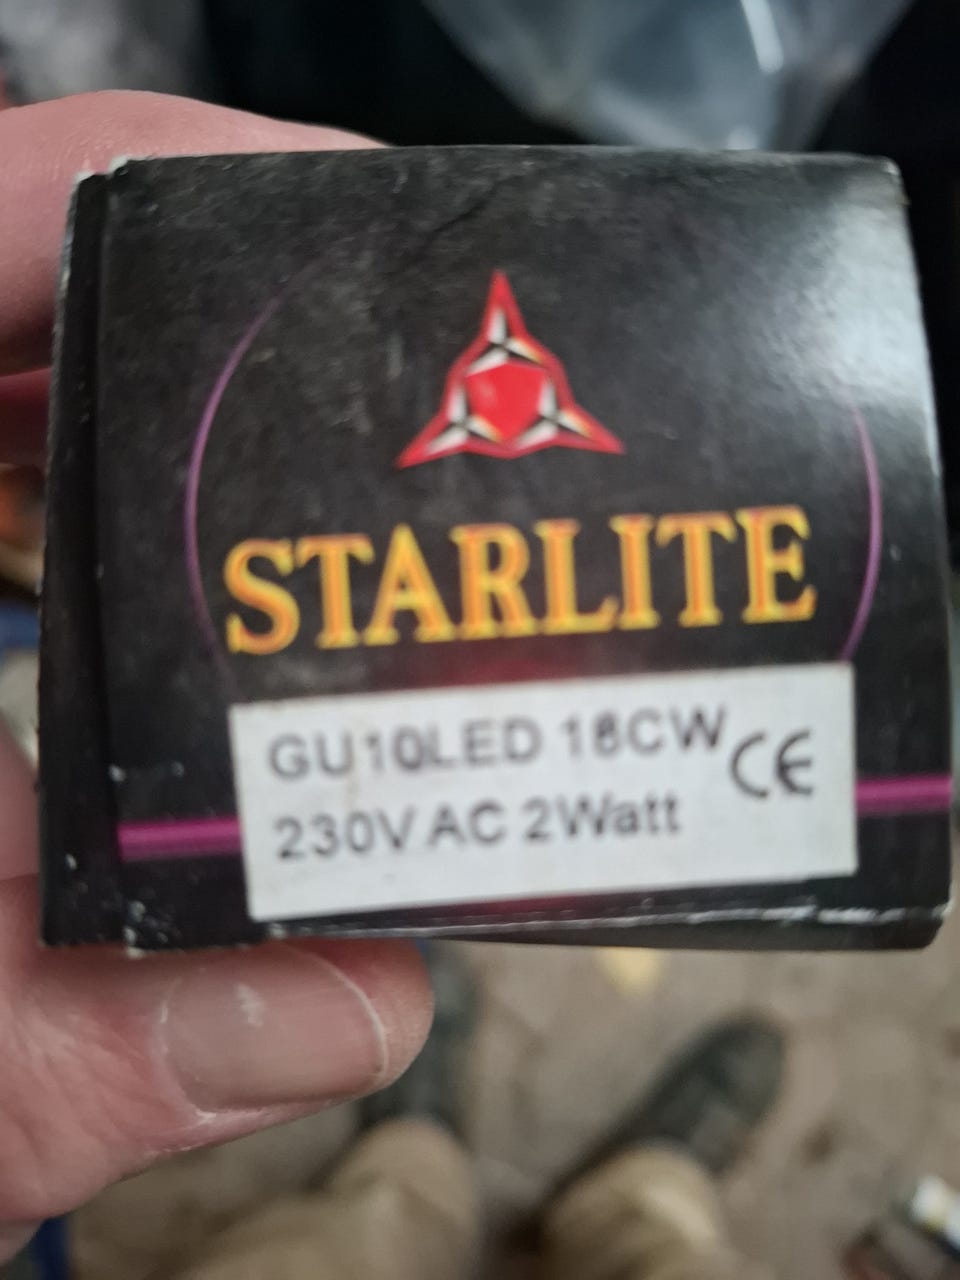 STARLITE
GU10LED 18CW
CE
230V AC 2Watt